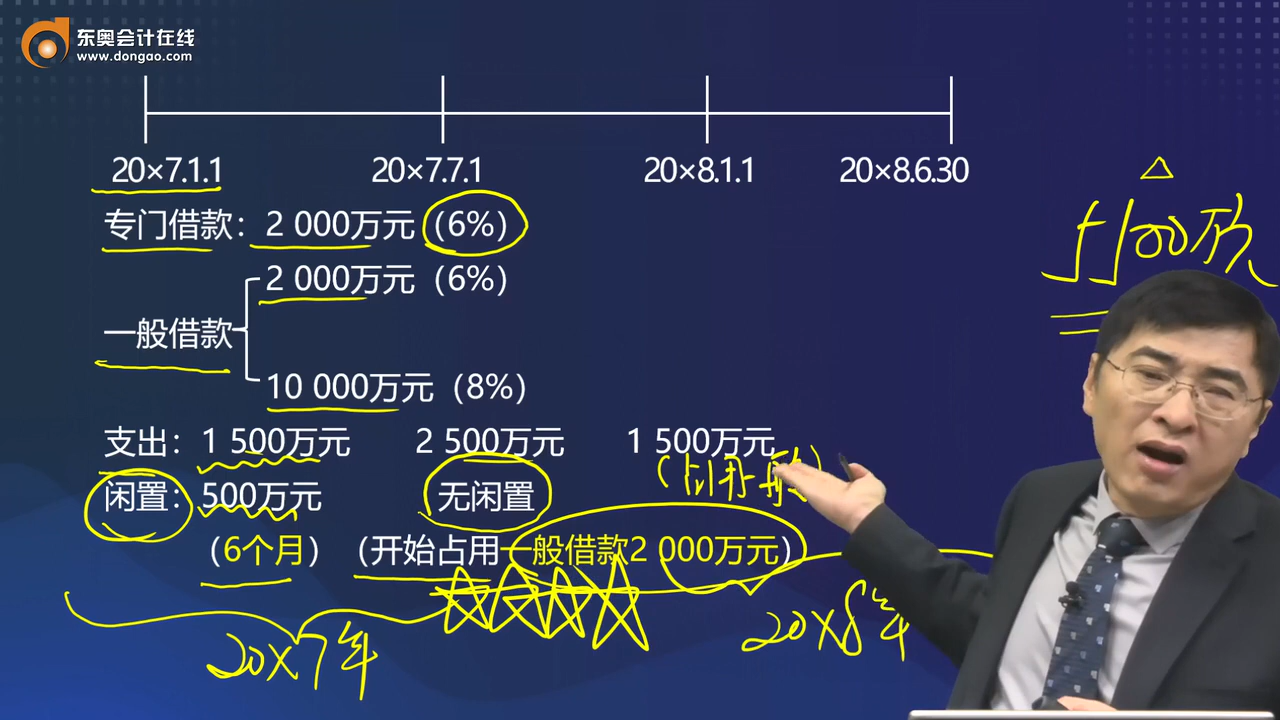 东奥会计在线
www.dongao.com
20×7.1.1 20×7.7.1 20×8.1.1 20×8.6.30
专门借款：2 000万元（6%）
2 000万元（6%）
一般借款
10 000万元（8%）
支出：1 500万元 2 500万元 1 500万元
闲置：500万元 无闲置
（6个月）（开始占用一般借款2 000万元）
20×7年 20×8年